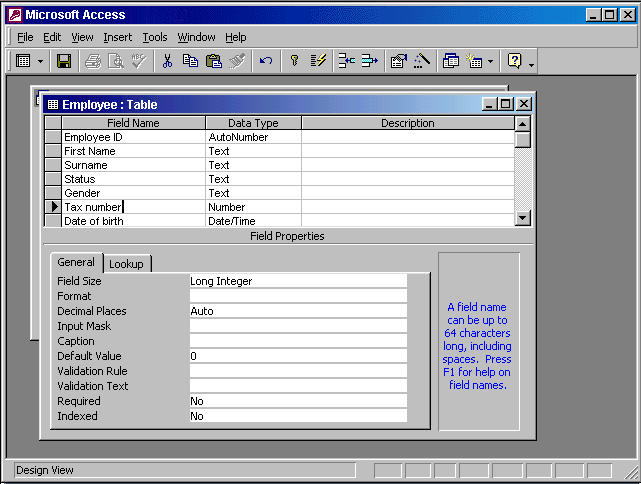 Microsoft Access
File Edit View Insert Tools Window Help
Employee : Table
Field Name Data Type Description
Employee ID AutoNumber
First Name Text
Surname Text
Status Text
Gender Text
Tax number Number
Date of birth Date/Time
Field Properties
General Lookup
Field Size Long Integer
Format
Decimal Places Auto
Input Mask
Caption
Default Value 0
Validation Rule
Validation Text
Required No
Indexed No
A field name
can be up to
64 characters
long, including
spaces. Press
F1 for help on
field names.
Design View